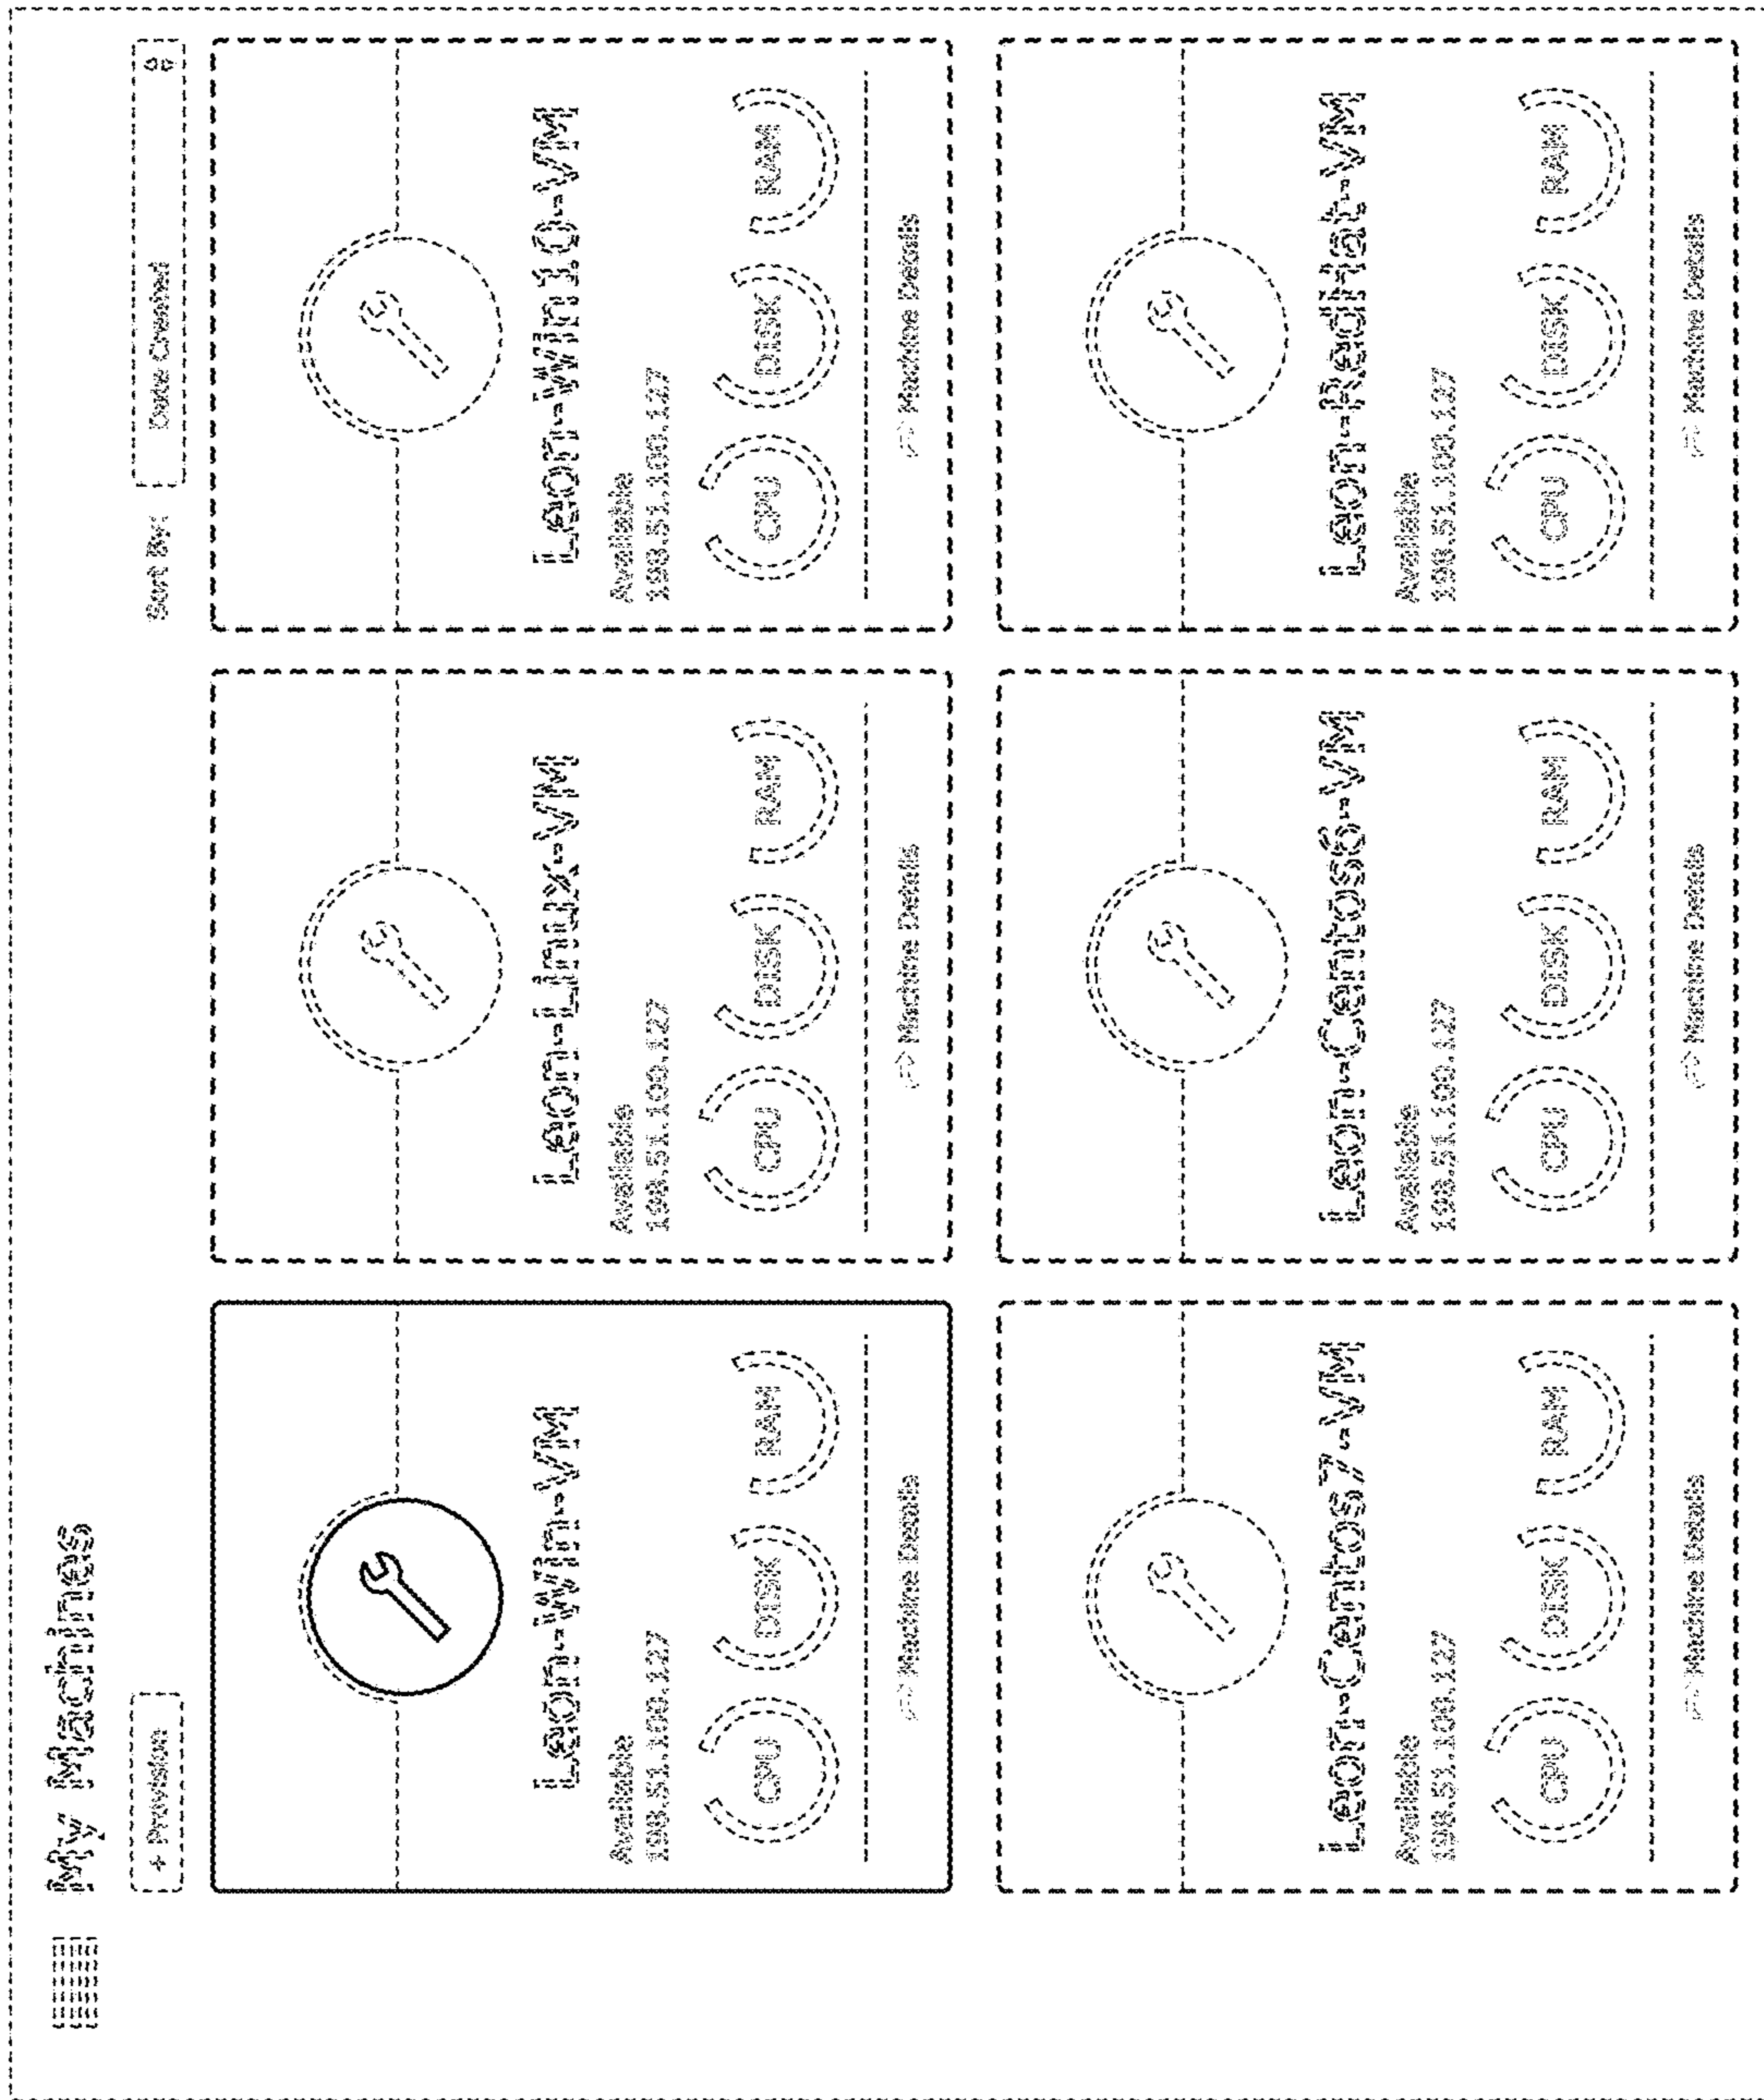 My Machines
+ Provision
Sort By: Date Created
Leon-Win-VM
Available
198.51.100.127
CPU DISK RAM
Machine Details
Leon-Linux-VM
Available
198.51.100.127
CPU DISK RAM
Machine Details
Leon-Win10-VM
Available
198.51.100.127
CPU DISK RAM
Machine Details
Leon-Centos7-VM
Available
198.51.100.127
CPU DISK RAM
Machine Details
Leon-Centos6-VM
Available
198.51.100.127
CPU DISK RAM
Machine Details
Leon-RedHat-VM
Available
198.51.100.127
CPU DISK RAM
Machine Details